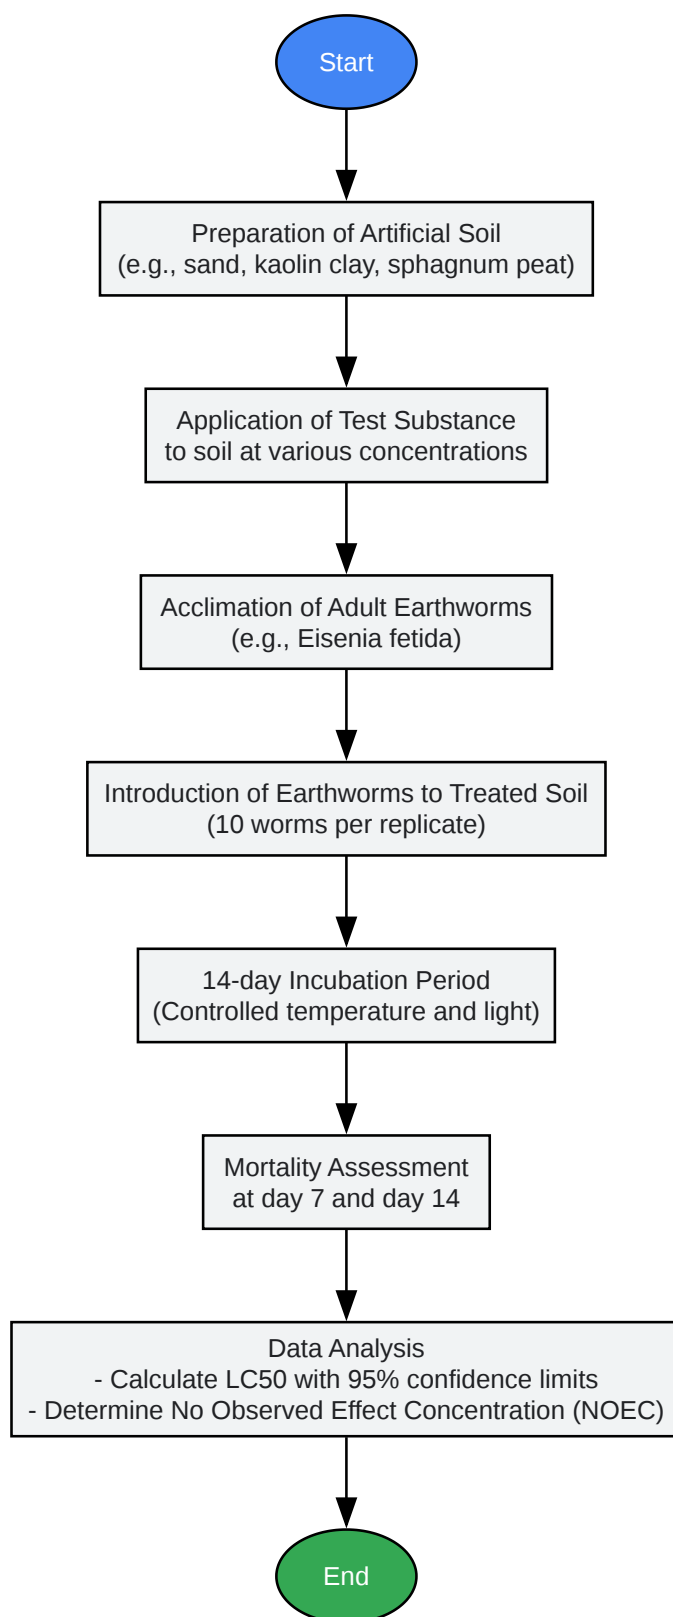 Start
Preparation of Artificial Soil
(e.g., sand, kaolin clay, sphagnum peat)
Application of Test Substance
to soil at various concentrations
Acclimation of Adult Earthworms
(e.g., Eisenia fetida)
Introduction of Earthworms to Treated Soil
(10 worms per replicate)
14-day Incubation Period
(Controlled temperature and light)
Mortality Assessment
at day 7 and day 14
Data Analysis
- Calculate LC50 with 95% confidence limits
- Determine No Observed Effect Concentration (NOEC)
End